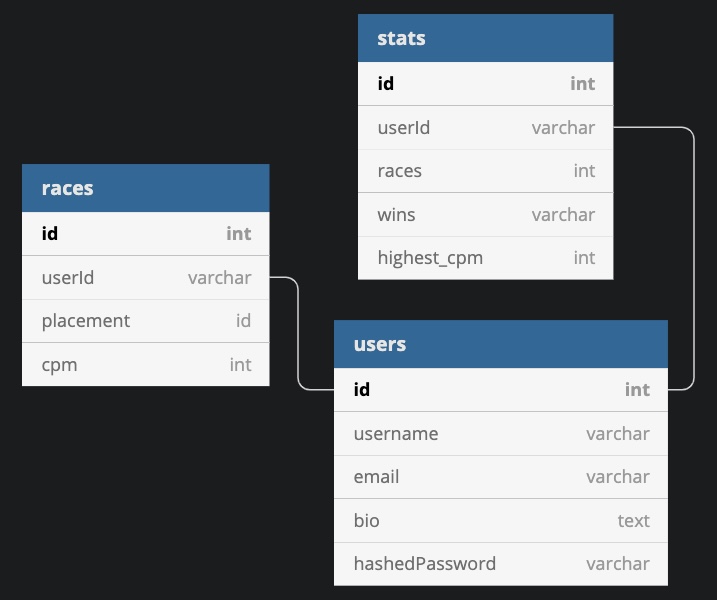 stats
id int
userId varchar
races int
wins varchar
highest_cpm int
races
id int
userId varchar
placement id
cpm int
users
id int
username varchar
email varchar
bio text
hashedPassword varchar